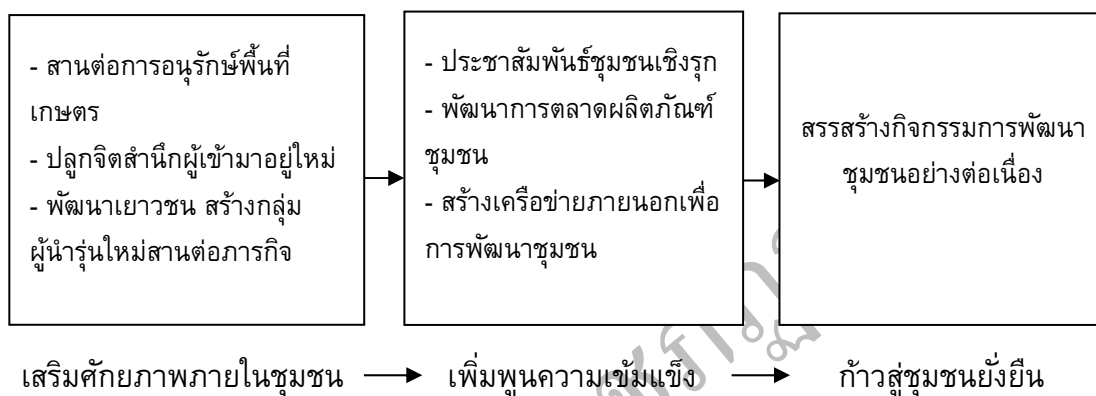 - สานต่อการอนุรักษ์พื้นที่
เกษตร
- ปลูกจิตสำนึกผู้เข้ามาอยู่ใหม่
- พัฒนาเยาวชน สร้างกลุ่ม
ผู้นำรุ่นใหม่สานต่อภารกิจ
- ประชาสัมพันธ์ชุมชนเชิงรุก
- พัฒนาการตลาดผลิตภัณฑ์
ชุมชน
- สร้างเครือข่ายภายนอกเพื่อ
การพัฒนาชุมชน
สรรสร้างกิจกรรมการพัฒนา
ชุมชนอย่างต่อเนื่อง
เสริมศักยภาพภายในชุมชน
เพิ่มพูนความเข้มแข็ง
ก้าวสู่ชุมชนยั่งยืน